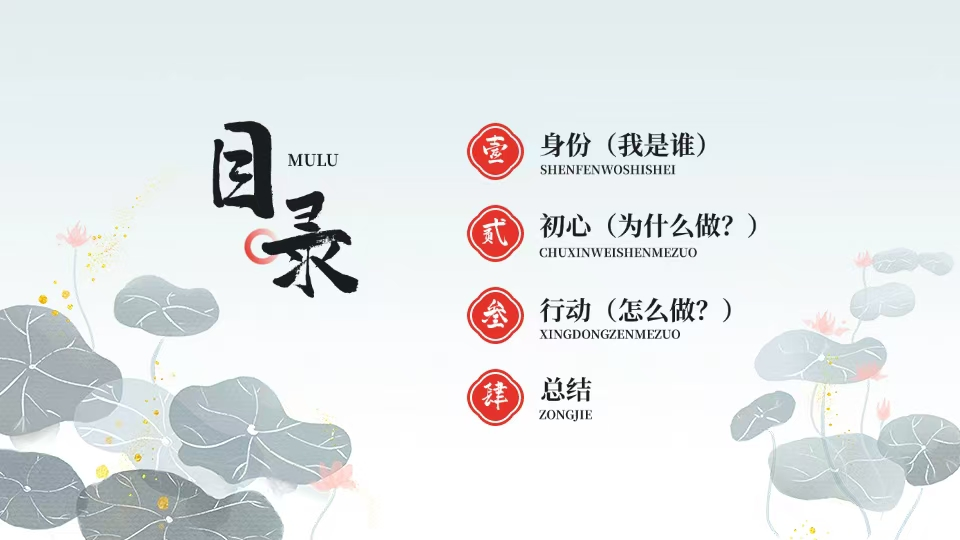 目录
MULU
壹
身份（我是谁）
SHENFENWOSHISHEI
贰
初心（为什么做？）
CHUXINWEISHENMEZUO
叁
行动（怎么做？）
XINGDONGZENMEZUO
肆
总结
ZONGJIE